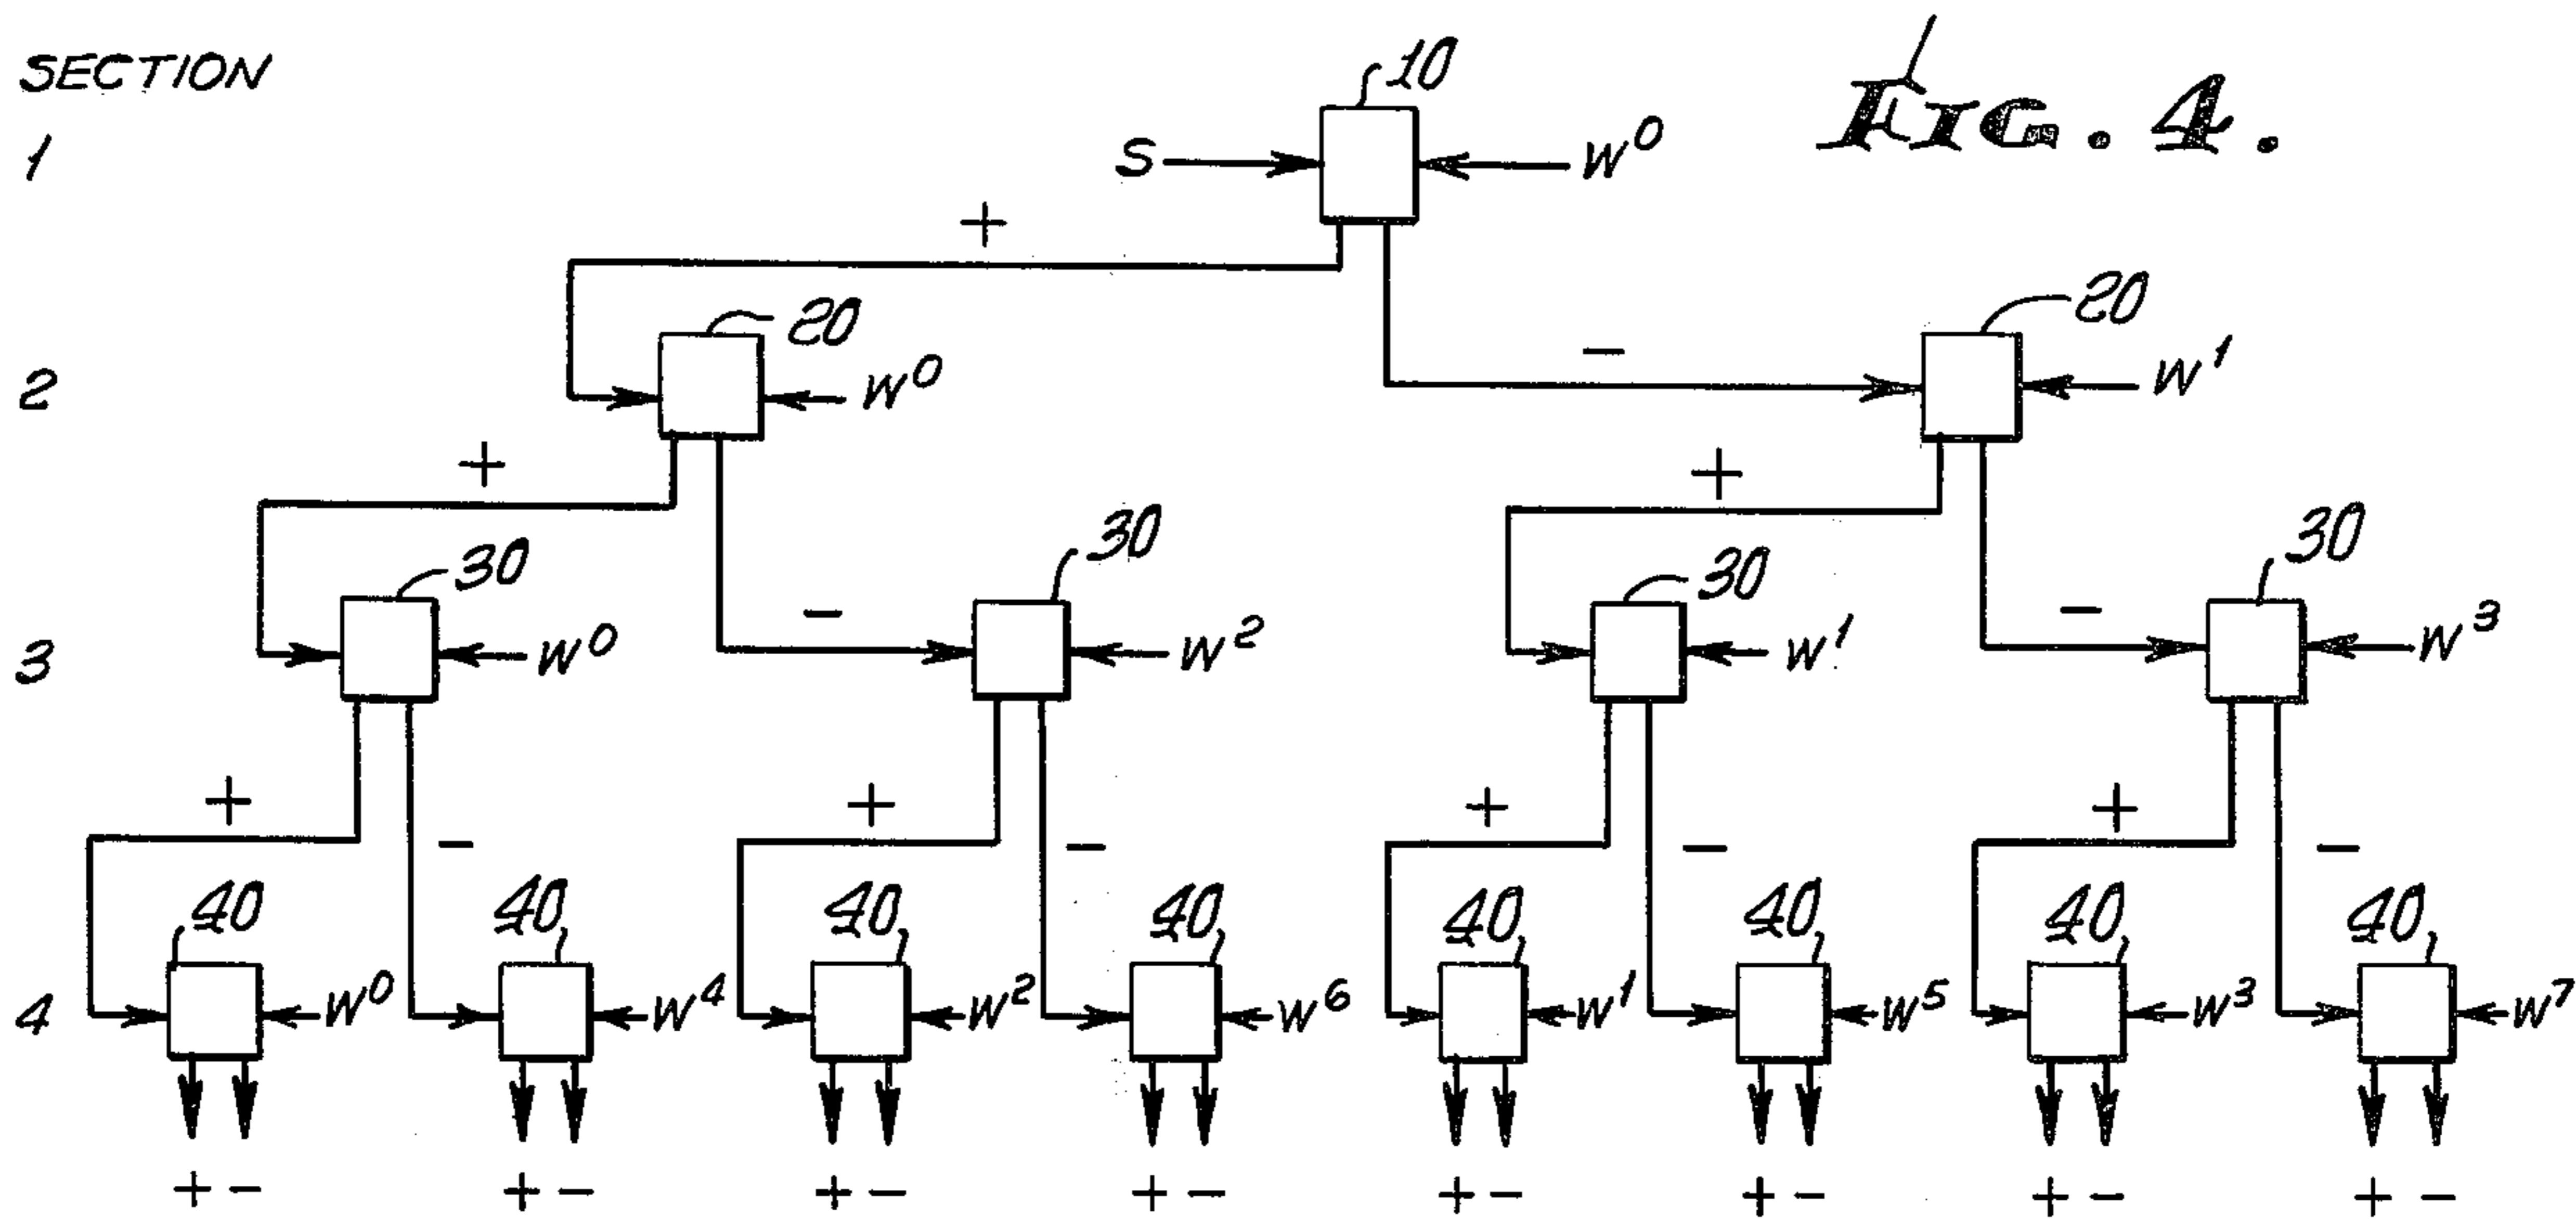 SECTION
FIG. 4.
10
1
S
W⁰
+
20
20
−
2
W⁰
W¹
+
+
30
30
30
30
−
−
3
W⁰
W²
W¹
W³
+
+
+
+
−
−
−
−
40
40
40
40
40
40
40
40
4
W⁰
W⁴
W²
W⁶
W¹
W⁵
W³
W⁷
+ − + − + − + − + − + − + − + −